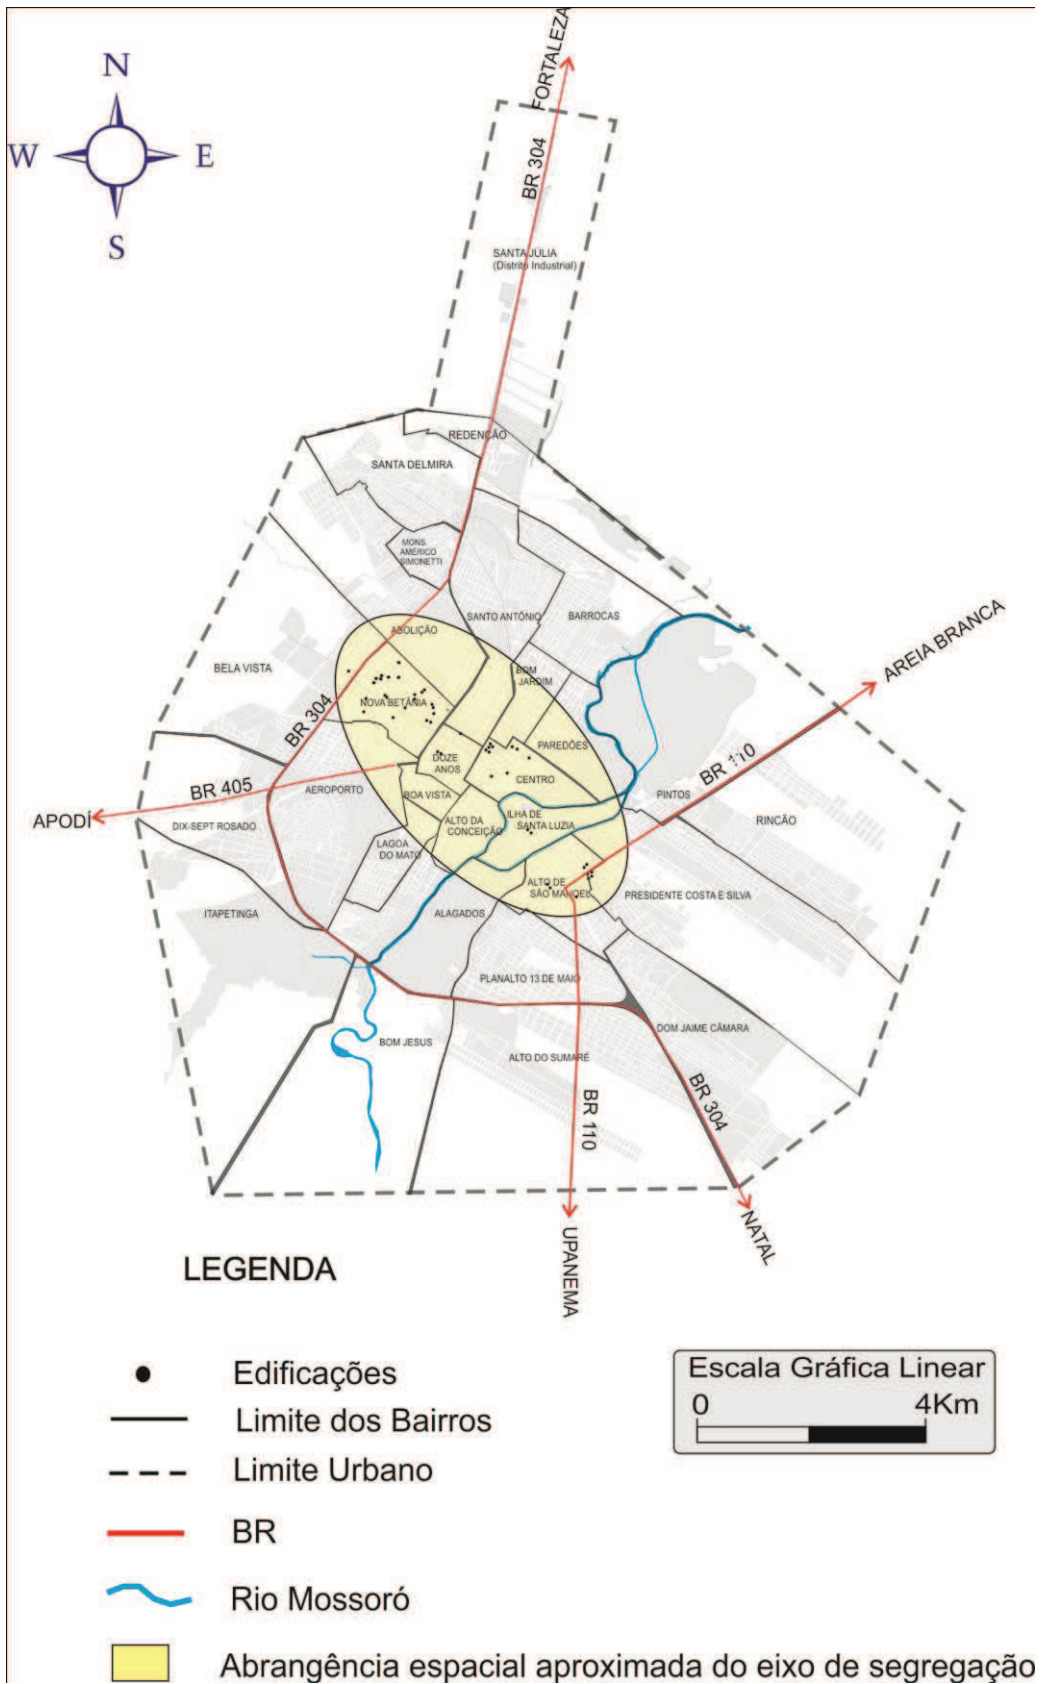 N
W
E
S
FORTALEZA
BR 304
SANTA JÚLIA
(Distrito Industrial)
REDENÇÃO
SANTA DELMIRA
MONS.
AMÉRICO
SIMONETTI
SANTO ANTÔNIO
BARROCAS
ABOLIÇÃO
AREIA BRANCA
BELA VISTA
BOM
JARDIM
NOVA BETÂNIA
BR 304
PAREDÕES
DOZE
ANOS
CENTRO
BR 110
BR 405
AEROPORTO
BOA VISTA
PINTOS
APODÍ
DIX-SEPT ROSADO
ALTO DA
CONCEIÇÃO
ILHA DE
SANTA LUZIA
RINCÃO
LAGOA
DO MATO
ALTO DE
SÃO MANOEL
PRESIDENTE COSTA E SILVA
ITAPETINGA
ALAGADOS
PLANALTO 13 DE MAIO
BOM JESUS
DOM JAIME CÂMARA
ALTO DO SUMARÉ
BR 110
BR 304
UPANEMA
NATAL
LEGENDA
Edificações
Limite dos Bairros
Limite Urbano
BR
Rio Mossoró
Abrangência espacial aproximada do eixo de segregação
Escala Gráfica Linear
0 4Km